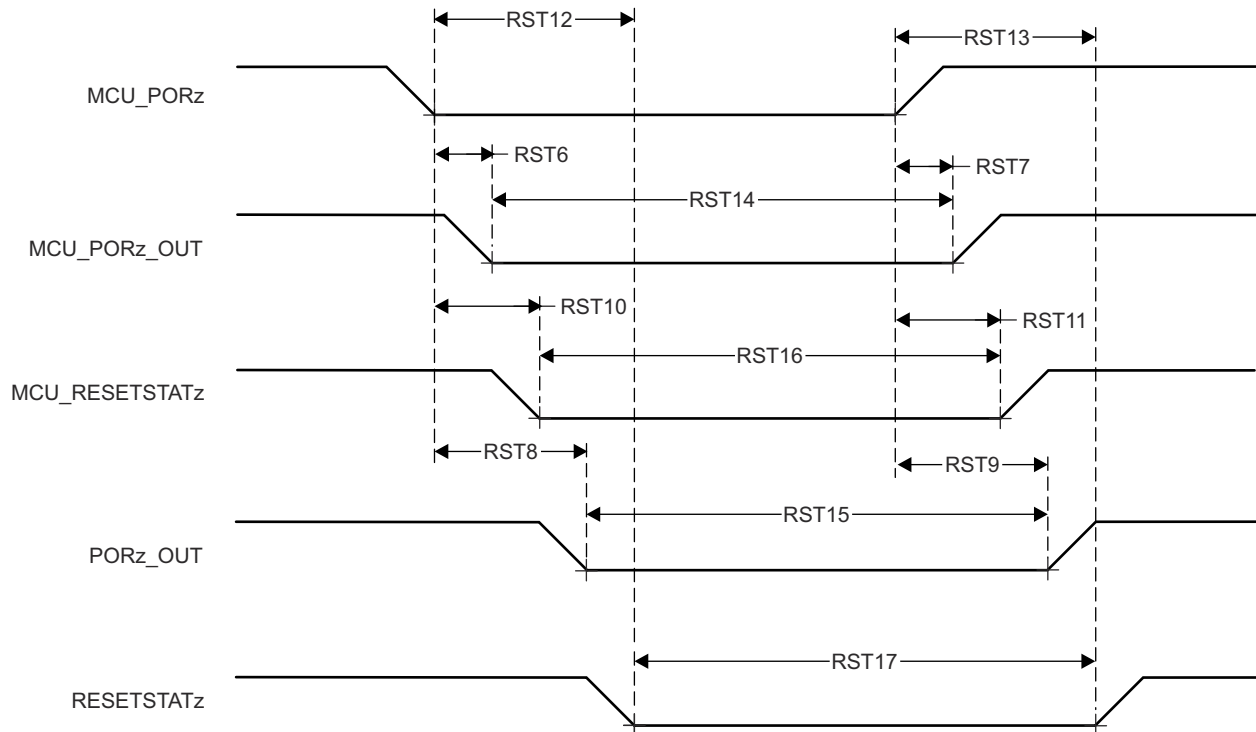 RST12
RST13
MCU_PORz
RST6
RST7
RST14
MCU_PORz_OUT
RST10
RST11
RST16
MCU_RESETSTATz
RST8
RST9
RST15
PORz_OUT
RST17
RESETSTATz